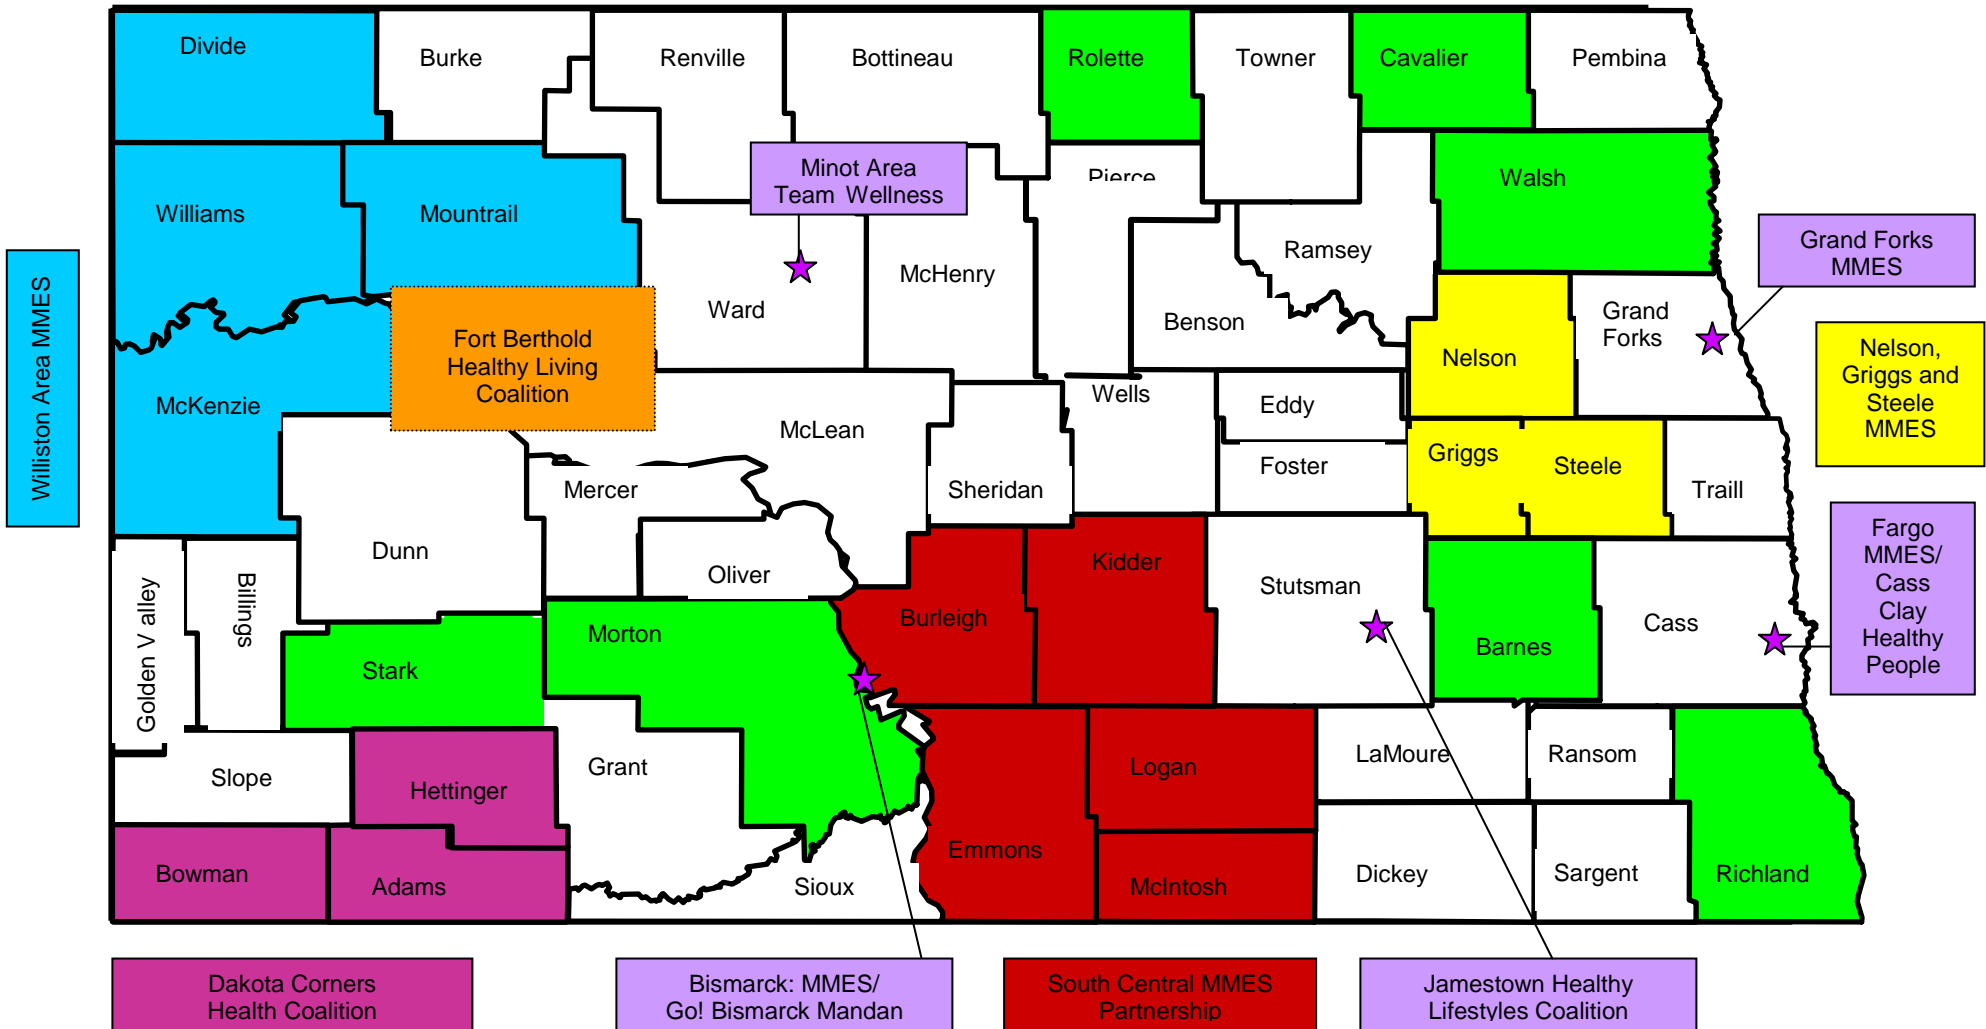 Divide
Burke
Renville
Bottineau
Rolette
Towner
Cavalier
Pembina
Minot Area
Team Wellness
Pierce
Walsh
Williams
Mountrail
Ramsey
Grand Forks
MMES
McHenry
Ward
Williston Area MMES
Fort Berthold
Healthy Living
Coalition
Benson
Grand
Forks
Nelson
Nelson,
Griggs and
Steele
MMES
McKenzie
Wells
Eddy
McLean
Griggs
Foster
Steele
Mercer
Sheridan
Traill
Dunn
Oliver
Kidder
Stutsman
Fargo
MMES/
Cass
Clay
Healthy
People
Golden V alley
Billings
Morton
Burleigh
Cass
Barnes
Stark
Slope
Hettinger
Grant
Logan
LaMoure
Ransom
Bowman
Adams
Sioux
Emmons
McIntosh
Dickey
Sargent
Richland
Dakota Corners
Health Coalition
Bismarck: MMES/
Go! Bismarck Mandan
South Central MMES
Partnership
Jamestown Healthy
Lifestyles Coalition